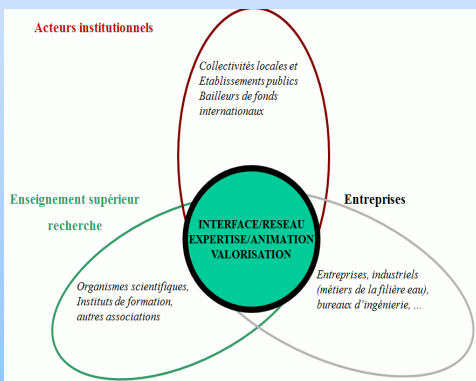 Acteurs institutionnels
Collectivités locales et
Etablissements publics
Bailleurs de fonds
internationaux
Enseignement supérieur
recherche
Entreprises
INTERFACE/RESEAU
EXPERTISE/ANIMATION
VALORISATION
Organismes scientifiques,
Instituts de formation,
autres associations
Entreprises, industriels
(métiers de la filière eau),
bureaux d'ingénierie, ...